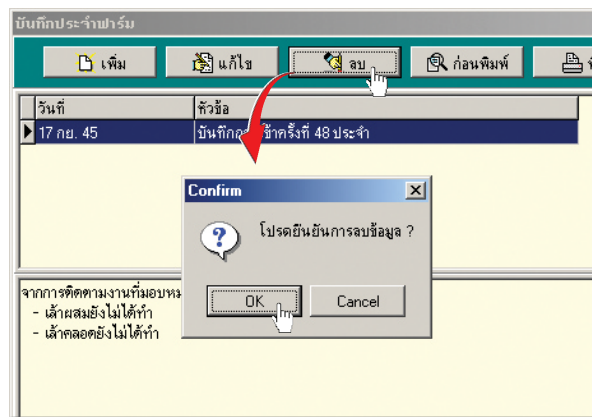 บันทึกประจำฟาร์ม
เพิ่ม แก้ไข ลบ ก่อนพิมพ์
วันที่ หัวข้อ
17 กย. 45 บันทึก ครั้งที่ 48 ประจำ
Confirm
โปรดยืนยันการลบข้อมูล ?
OK Cancel
จากการติดตามงานที่มอบหม
- เล้าผสมยังไม่ได้ทำ
- เล้าคลอดยังไม่ได้ทำ